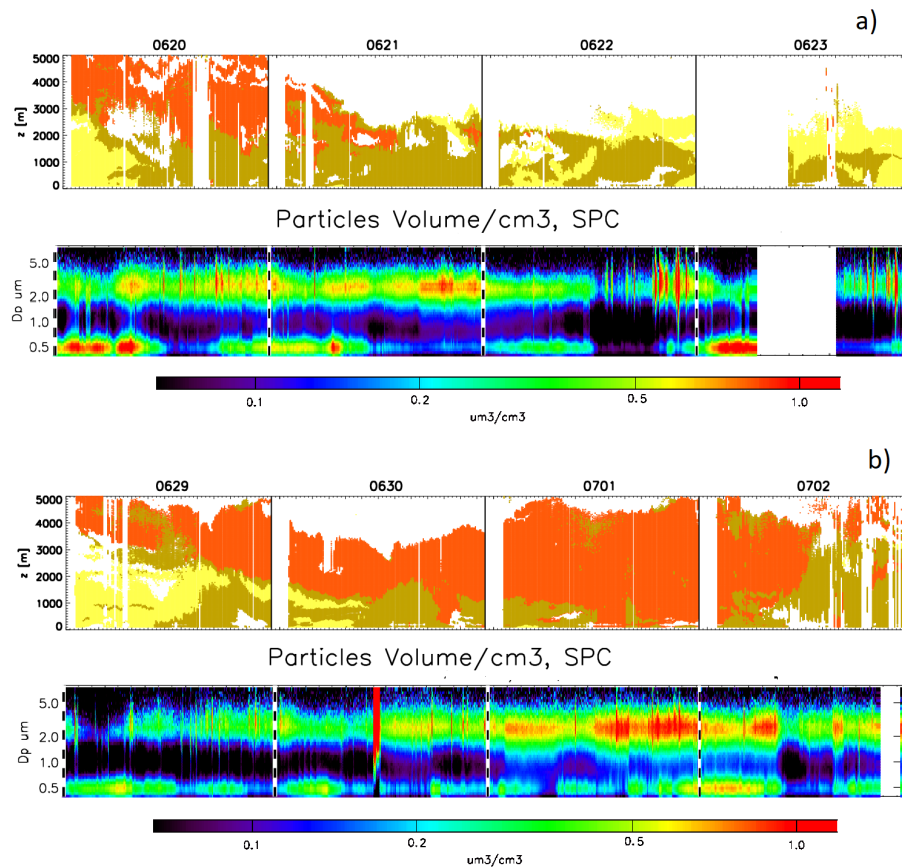 a)
0620 0621 0622 0623
5000
4000
3000
2000
1000
0
z [m]
Particles Volume/cm3, SPC
5.0
2.0
1.0
0.5
Dp um
0.1 0.2 0.5 1.0
um3/cm3
b)
0629 0630 0701 0702
5000
4000
3000
2000
1000
0
z [m]
Particles Volume/cm3, SPC
5.0
2.0
1.0
0.5
Dp um
0.1 0.2 0.5 1.0
um3/cm3